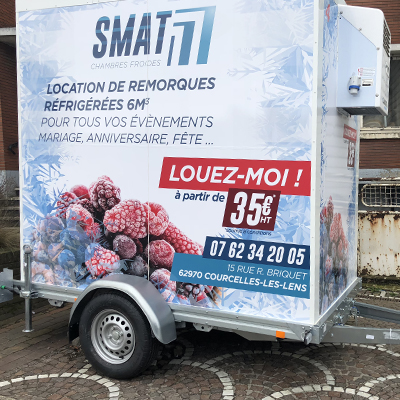 SMAT
CHAMBRES FROIDES
LOCATION DE REMORQUES
RÉFRIGÉRÉES 6M³
POUR TOUS VOS ÉVÈNEMENTS
MARIAGE, ANNIVERSAIRE, FÊTE ...
LOUEZ-MOI !
à partir de 35€ HT
07 62 34 20 05
15 RUE R. BRIQUET
62970 COURCELLES-LES-LENS